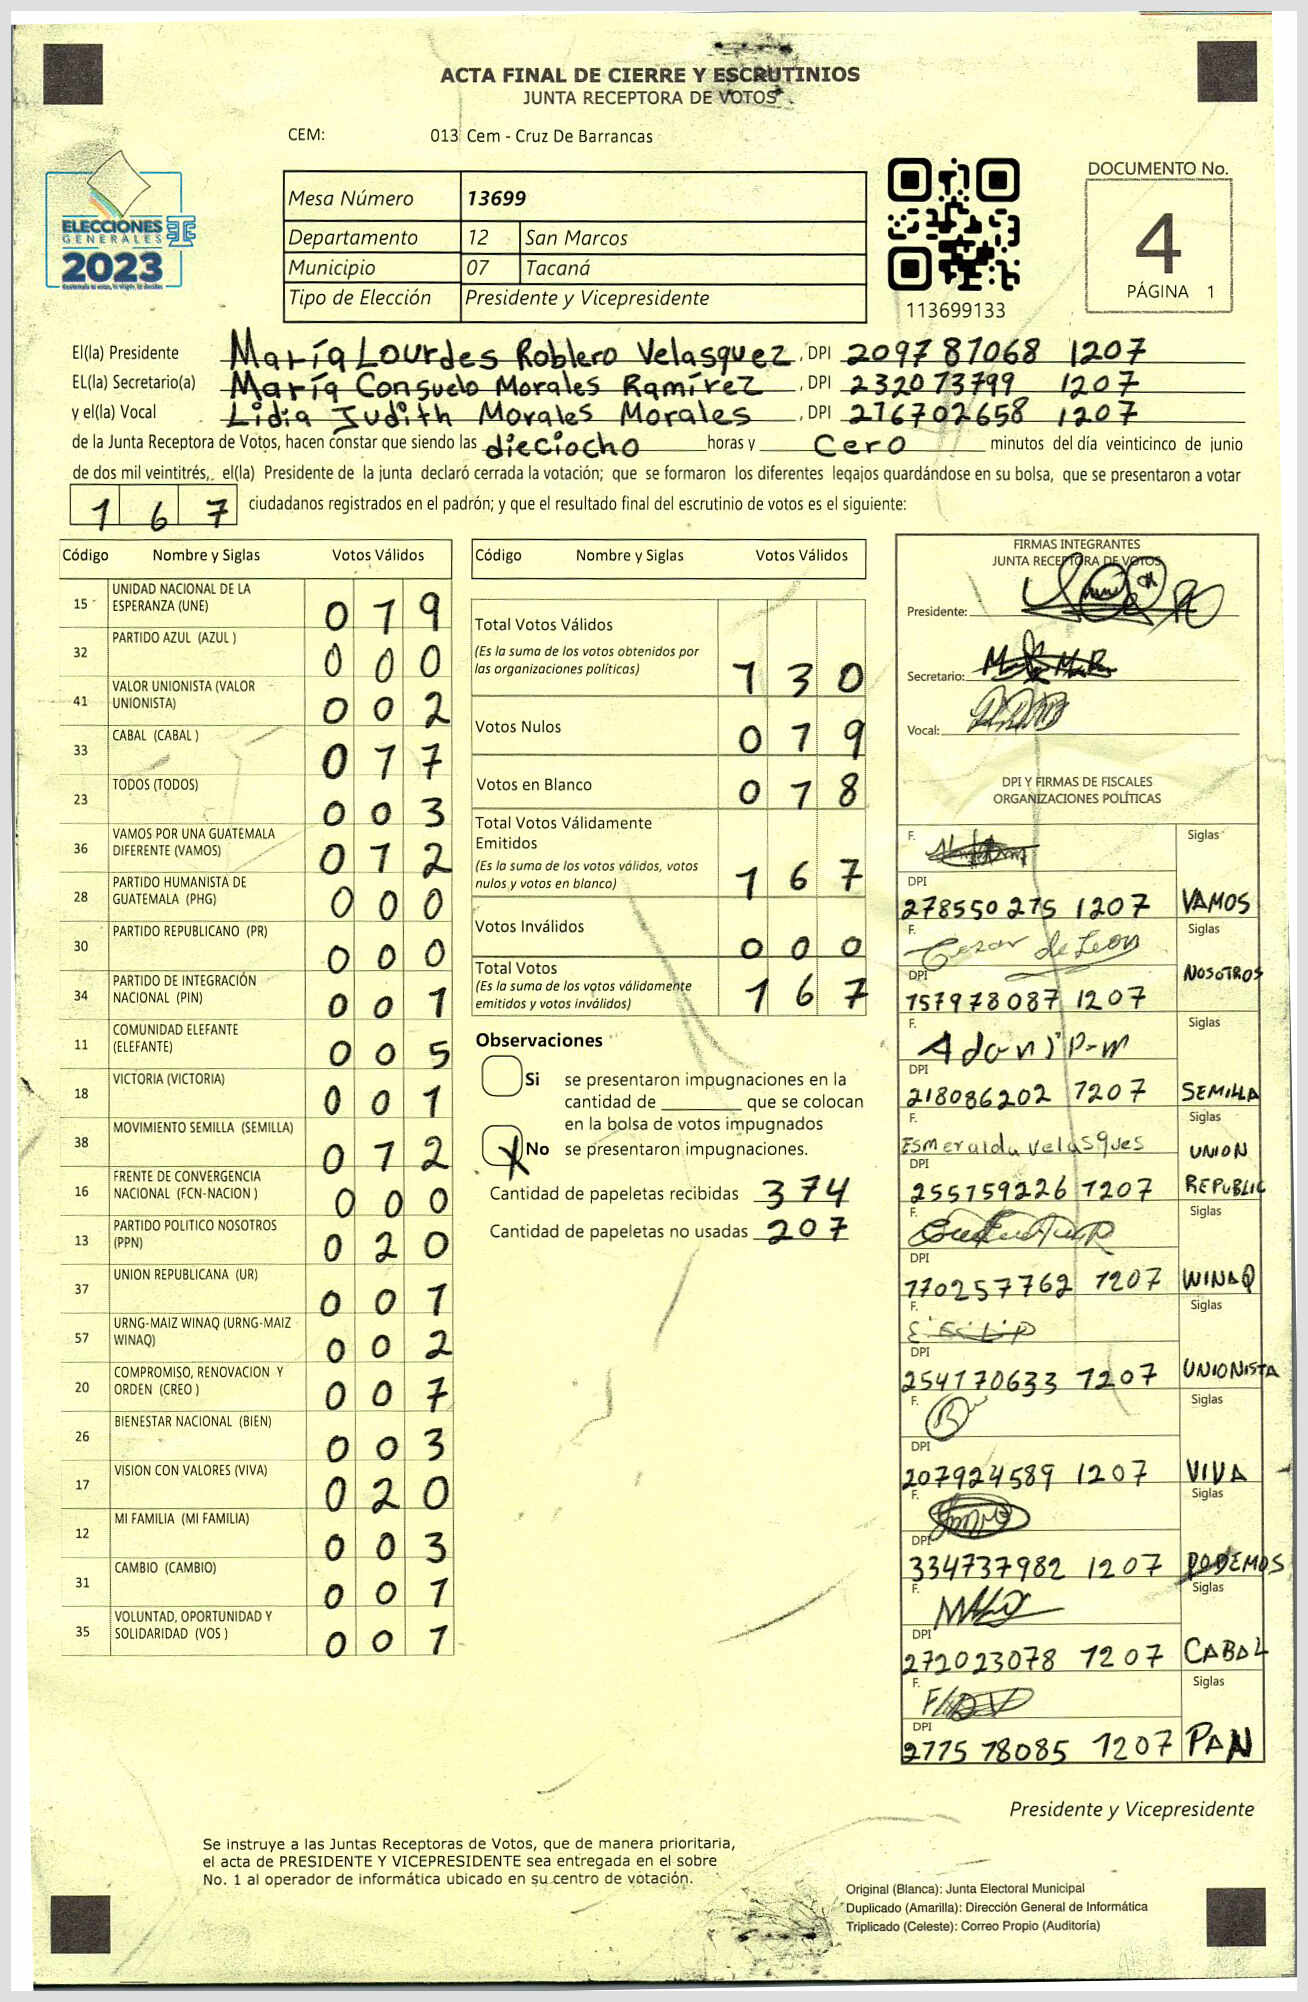 ACTA FINAL DE CIERRE Y ESCRUTINIOS
JUNTA RECEPTORA DE VOTOS
CEM: 013 Cem - Cruz De Barrancas
ELECCIONES
GENERALES
2023
Mesa Número 13699
Departamento 12 San Marcos
Municipio 07 Tacaná
Tipo de Elección Presidente y Vicepresidente
113699133
DOCUMENTO No.
4
PÁGINA 1
El(la) Presidente María Lourdes Roblero Velasquez, DPI 209781068 1207
EL(la) Secretario(a) María Consuelo Morales Ramírez, DPI 232013799 1207
y el(la) Vocal Lidia Judith Morales Morales, DPI 216702658 1207
de la Junta Receptora de Votos, hacen constar que siendo las dieciocho horas y cero minutos del día veinticinco de junio
de dos mil veintitrés, el(la) Presidente de la junta declaró cerrada la votación; que se formaron los diferentes legajos guardándose en su bolsa, que se presentaron a votar
1 6 7 ciudadanos registrados en el padrón; y que el resultado final del escrutinio de votos es el siguiente:
Código Nombre y Siglas Votos Válidos
15 UNIDAD NACIONAL DE LA ESPERANZA (UNE) 0 1 9
32 PARTIDO AZUL (AZUL ) 0 0 0
41 VALOR UNIONISTA (VALOR UNIONISTA) 0 0 2
33 CABAL (CABAL ) 0 1 7
23 TODOS (TODOS) 0 0 3
36 VAMOS POR UNA GUATEMALA DIFERENTE (VAMOS) 0 1 2
28 PARTIDO HUMANISTA DE GUATEMALA (PHG) 0 0 0
30 PARTIDO REPUBLICANO (PR) 0 0 0
34 PARTIDO DE INTEGRACIÓN NACIONAL (PIN) 0 0 1
11 COMUNIDAD ELEFANTE (ELEFANTE) 0 0 5
18 VICTORIA (VICTORIA) 0 0 1
38 MOVIMIENTO SEMILLA (SEMILLA) 0 1 2
16 FRENTE DE CONVERGENCIA NACIONAL (FCN-NACION ) 0 0 0
13 PARTIDO POLITICO NOSOTROS (PPN) 0 2 0
37 UNION REPUBLICANA (UR) 0 0 1
57 URNG-MAIZ WINAQ (URNG-MAIZ WINAQ) 0 0 2
20 COMPROMISO, RENOVACION Y ORDEN (CREO ) 0 0 7
26 BIENESTAR NACIONAL (BIEN) 0 0 3
17 VISION CON VALORES (VIVA) 0 2 0
12 MI FAMILIA (MI FAMILIA) 0 0 3
31 CAMBIO (CAMBIO) 0 0 1
35 VOLUNTAD, OPORTUNIDAD Y SOLIDARIDAD (VOS ) 0 0 1
Código Nombre y Siglas Votos Válidos
Total Votos Válidos
(Es la suma de los votos obtenidos por
las organizaciones políticas) 1 3 0
Votos Nulos 0 1 9
Votos en Blanco 0 1 8
Total Votos Válidamente
Emitidos
(Es la suma de los votos válidos, votos
nulos y votos en blanco) 1 6 7
Votos Inválidos 0 0 0
Total Votos
(Es la suma de los votos válidamente
emitidos y votos inválidos) 1 6 7
Observaciones
Si se presentaron impugnaciones en la
cantidad de ________ que se colocan
en la bolsa de votos impugnados
X No se presentaron impugnaciones.
Cantidad de papeletas recibidas 374
Cantidad de papeletas no usadas 207
FIRMAS INTEGRANTES
JUNTA RECEPTORA DE VOTOS
Presidente:
Secretario:
Vocal:
DPI Y FIRMAS DE FISCALES
ORGANIZACIONES POLÍTICAS
F. Siglas
DPI
278550275 1207 VAMOS
F. Cezar de Leon Siglas
DPI NOSOTROS
157978087 1207
F. Siglas
DPI
218086202 1207 SEMILLA
F. Siglas
Esmeralda Velasques UNION
DPI
255159226 1207 REPUBLIC
F. Siglas
DPI
170257762 1207 WINAQ
F. Siglas
DPI
254170633 1207 UNIONISTA
F. Siglas
DPI
207924589 1207 VIVA
F. Siglas
DPI
334737982 1207 PODEMOS
F. Siglas
DPI
272023078 1207 CABAL
F. Siglas
DPI
277518085 1207 PAN
Presidente y Vicepresidente
Se instruye a las Juntas Receptoras de Votos, que de manera prioritaria,
el acta de PRESIDENTE Y VICEPRESIDENTE sea entregada en el sobre
No. 1 al operador de informática ubicado en su centro de votación.
Original (Blanca): Junta Electoral Municipal
Duplicado (Amarilla): Dirección General de Informática
Triplicado (Celeste): Correo Propio (Auditoría)